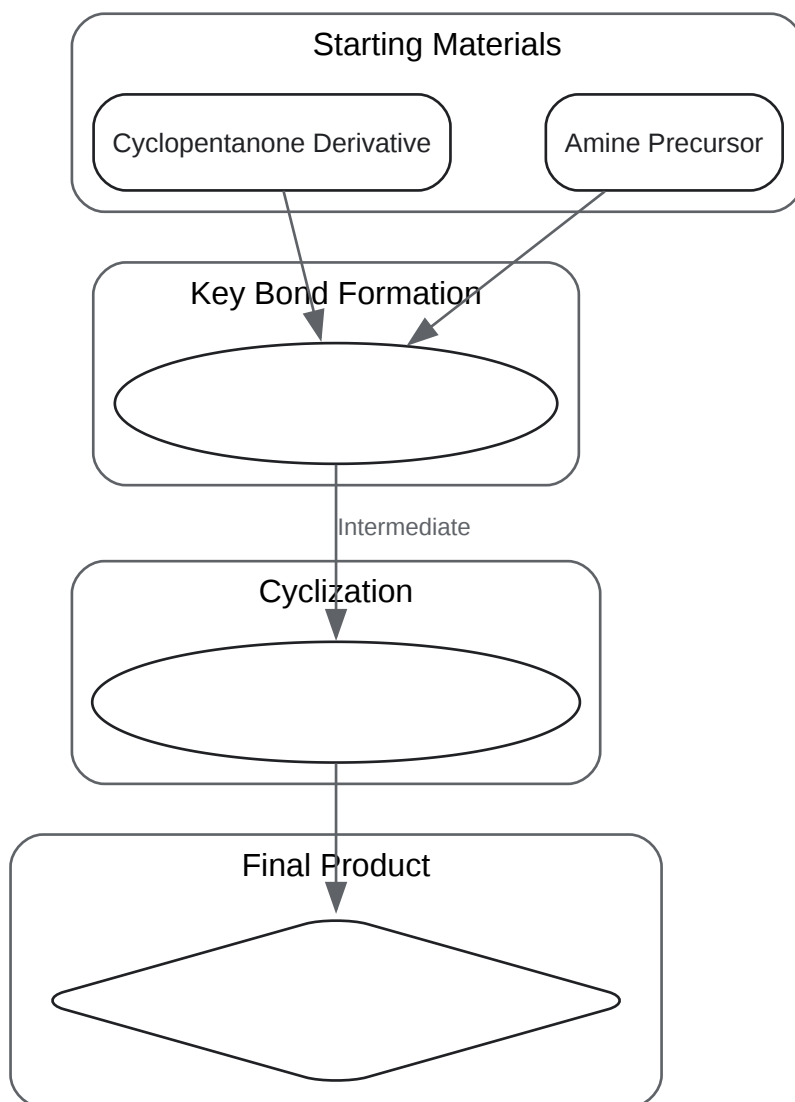 Starting Materials
Cyclopentanone Derivative
Amine Precursor
Key Bond Formation
Intermediate
Cyclization
Final Product